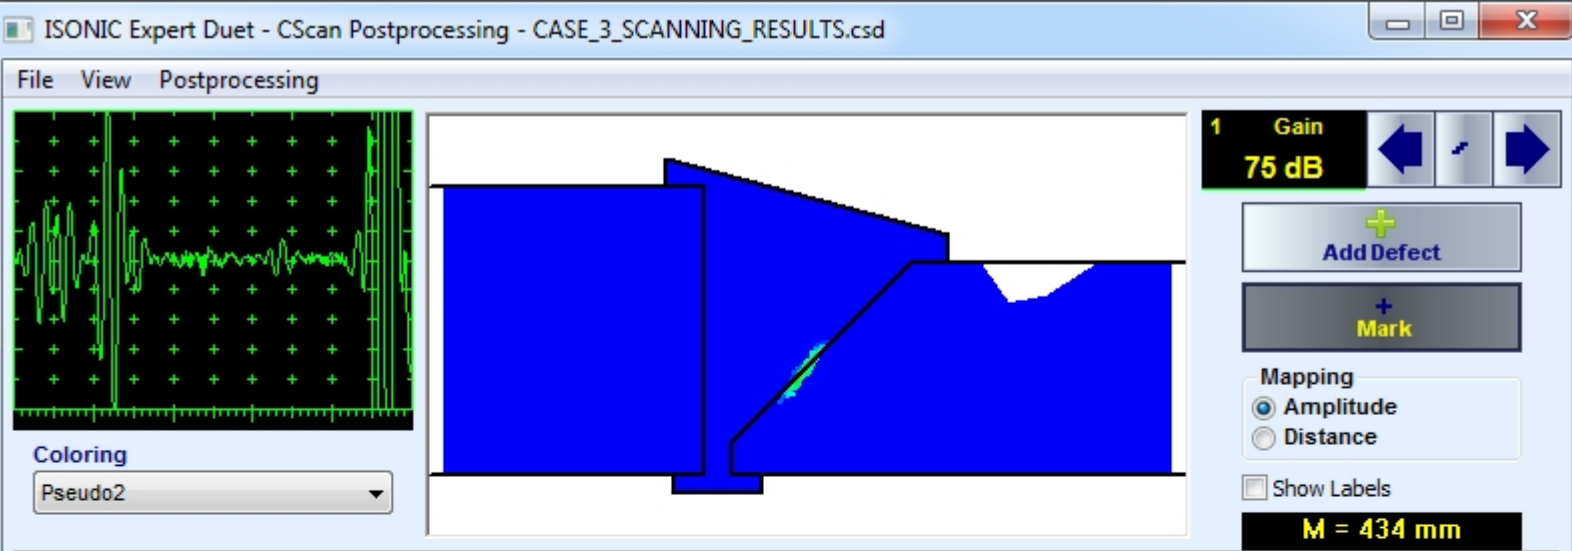 ISONIC Expert Duet - CScan Postprocessing - CASE_3_SCANNING_RESULTS.csd
File View Postprocessing
1 Gain
75 dB
Add Defect
Mark
Mapping
Amplitude
Distance
Coloring
Pseudo2
Show Labels
M = 434 mm